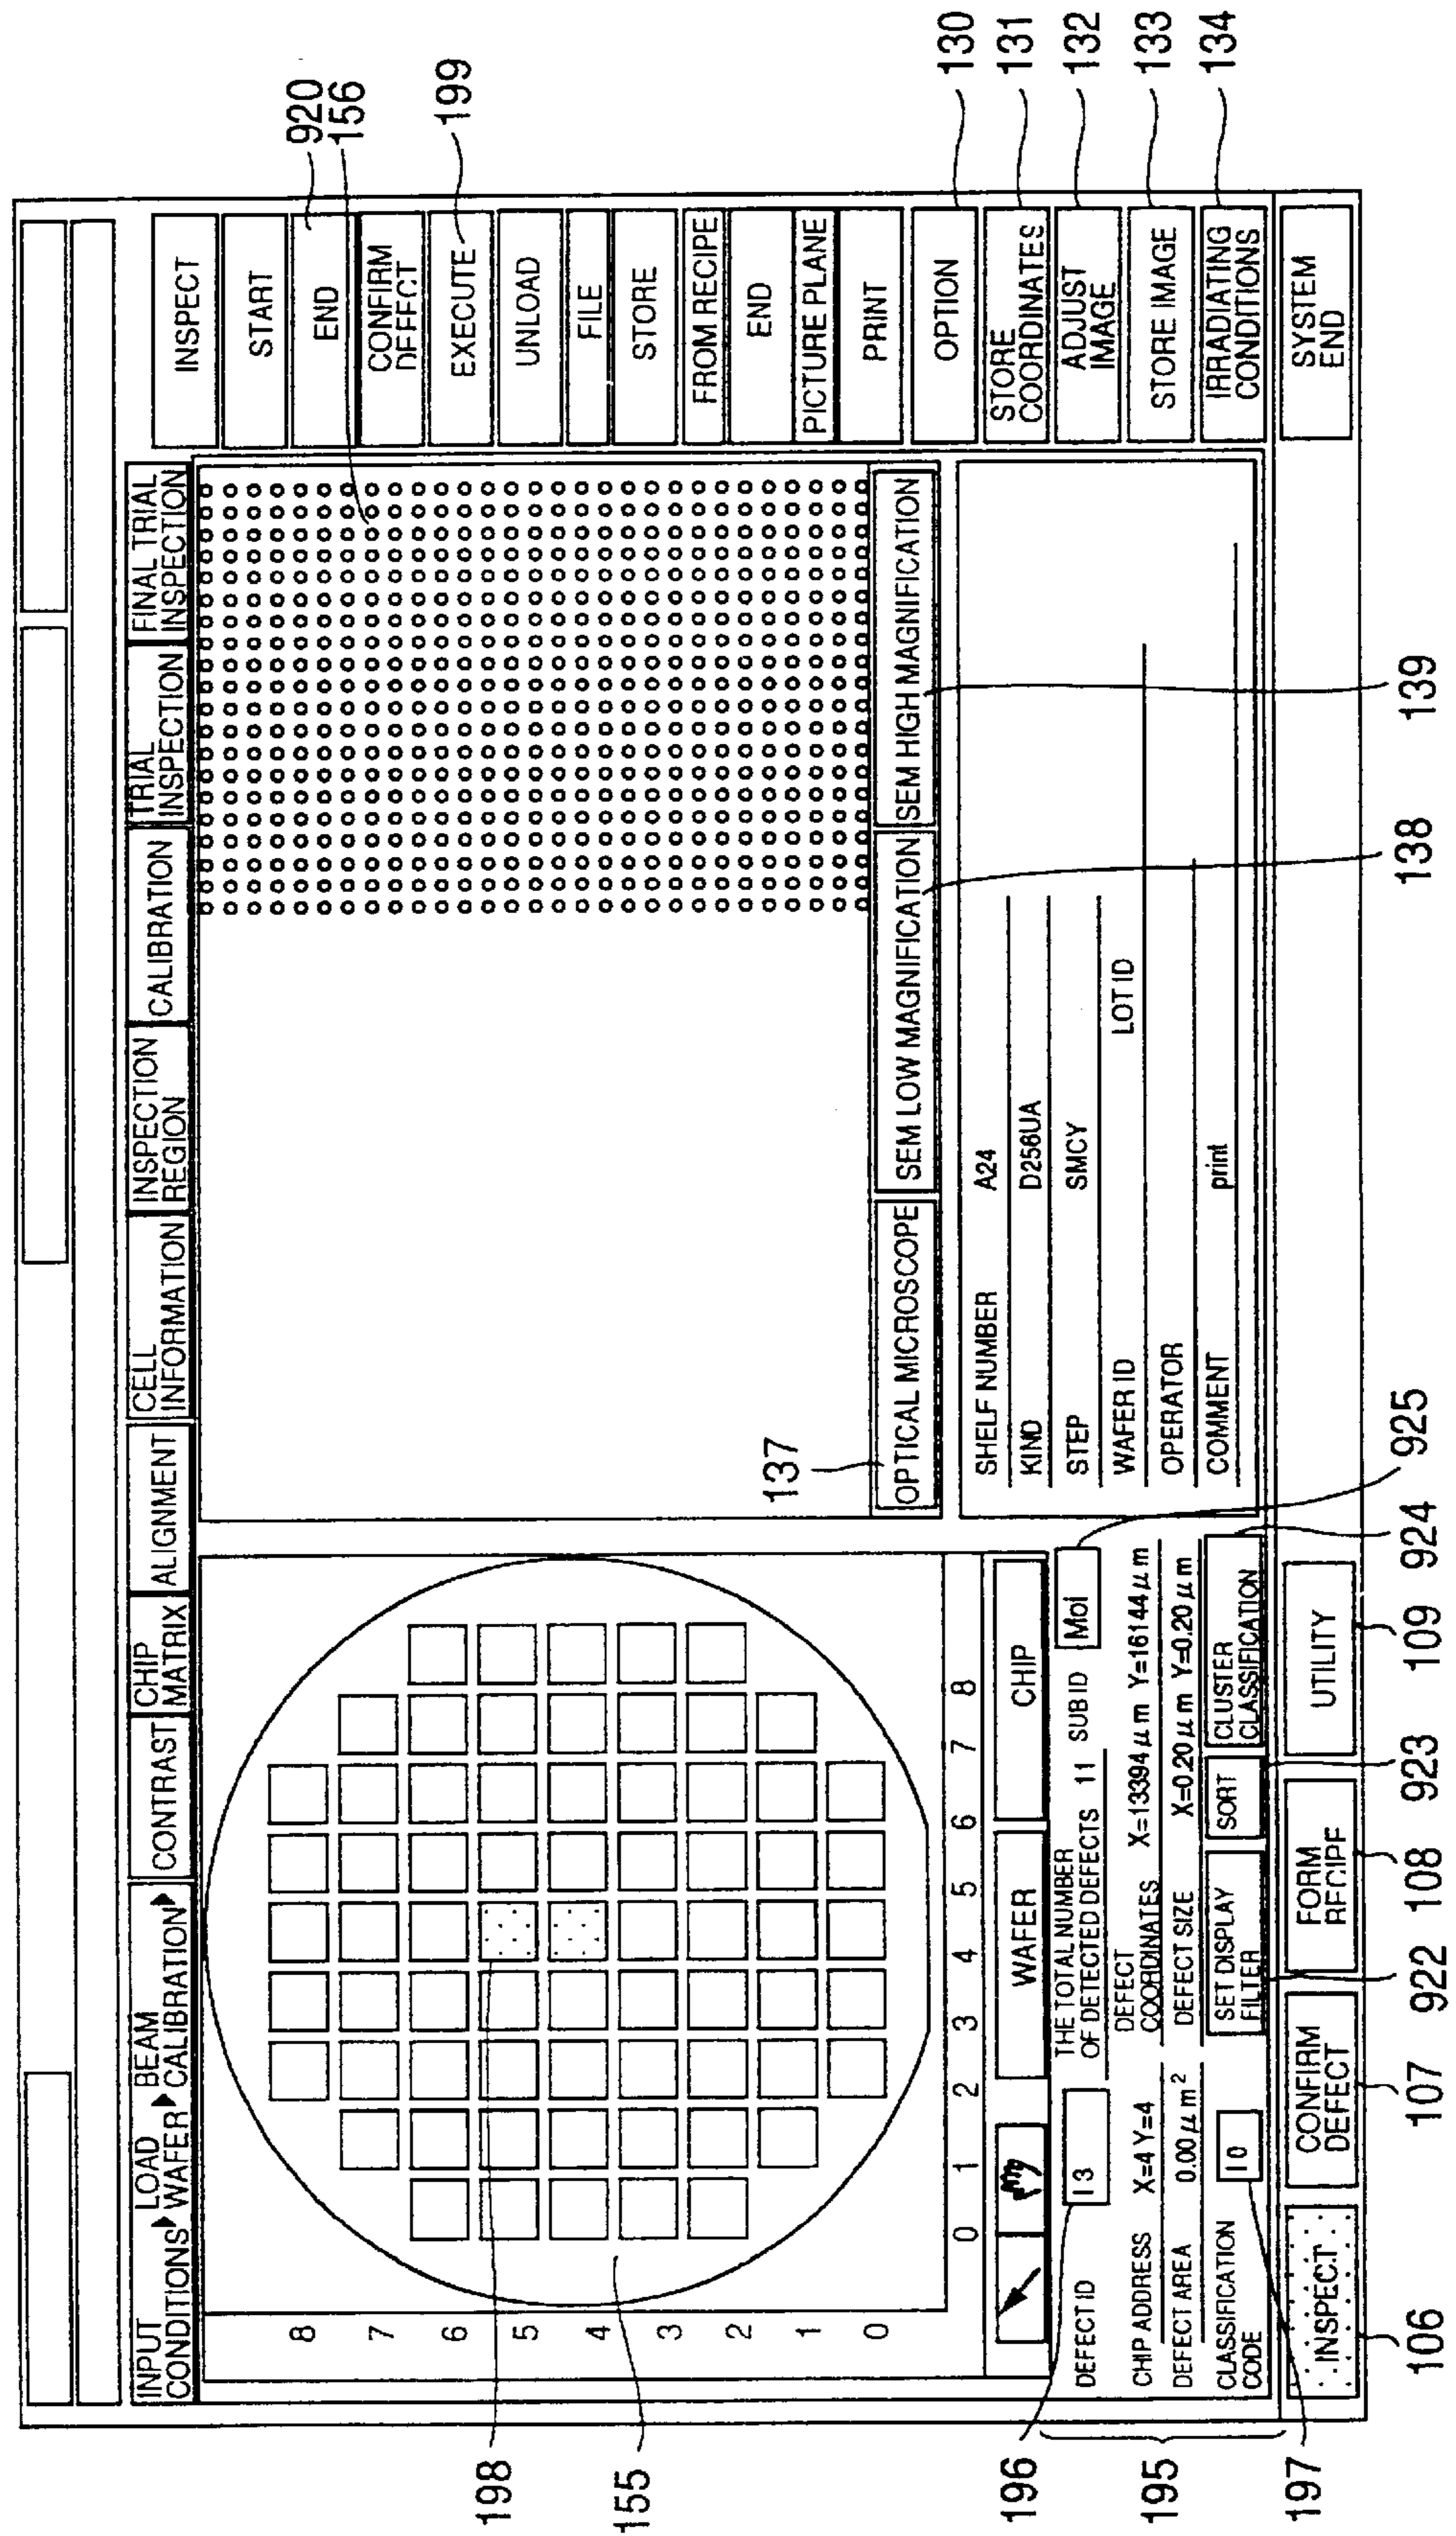 INPUT CONDITIONS
LOAD WAFER
BEAM CALIBRATION
CONTRAST
CHIP MATRIX
ALIGNMENT
CELL INFORMATION
INSPECTION REGION
CALIBRATION
TRIAL INSPECTION
FINAL TRIAL INSPECTION
8
7
6
5
4
3
2
1
0
0 1 2 3 4 5 6 7 8
198
155
WAFER
CHIP
OPTICAL MICROSCOPE
SEM LOW MAGNIFICATION
SEM HIGH MAGNIFICATION
137
138
139
INSPECT
START
END
CONFIRM
DEFECT
EXECUTE
UNLOAD
FILE
STORE
FROM RECIPE
END
PICTURE PLANE
PRINT
OPTION
STORE
COORDINATES
ADJUST
IMAGE
STORE IMAGE
IRRADIATING
CONDITIONS
SYSTEM
END
920
156
199
130
131
132
133
134
DEFECT ID 13
THE TOTAL NUMBER
OF DETECTED DEFECTS 11 SUB ID MoI
CHIP ADDRESS X=4 Y=4
DEFECT
COORDINATES X=13394μm Y=16144μm
DEFECT AREA 0.00μm²
DEFECT SIZE X=0.20μm Y=0.20μm
CLASSIFICATION
CODE 10
SET DISPLAY
FILTER
SORT
CLUSTER
CLASSIFICATION
SHELF NUMBER A24
KIND D256UA
STEP SMCY
WAFER ID LOT ID
OPERATOR
COMMENT print
INSPECT
CONFIRM
DEFECT
FORM
RECIPE
UTILITY
196
195
197
106
107
922
108
923
109
924
925